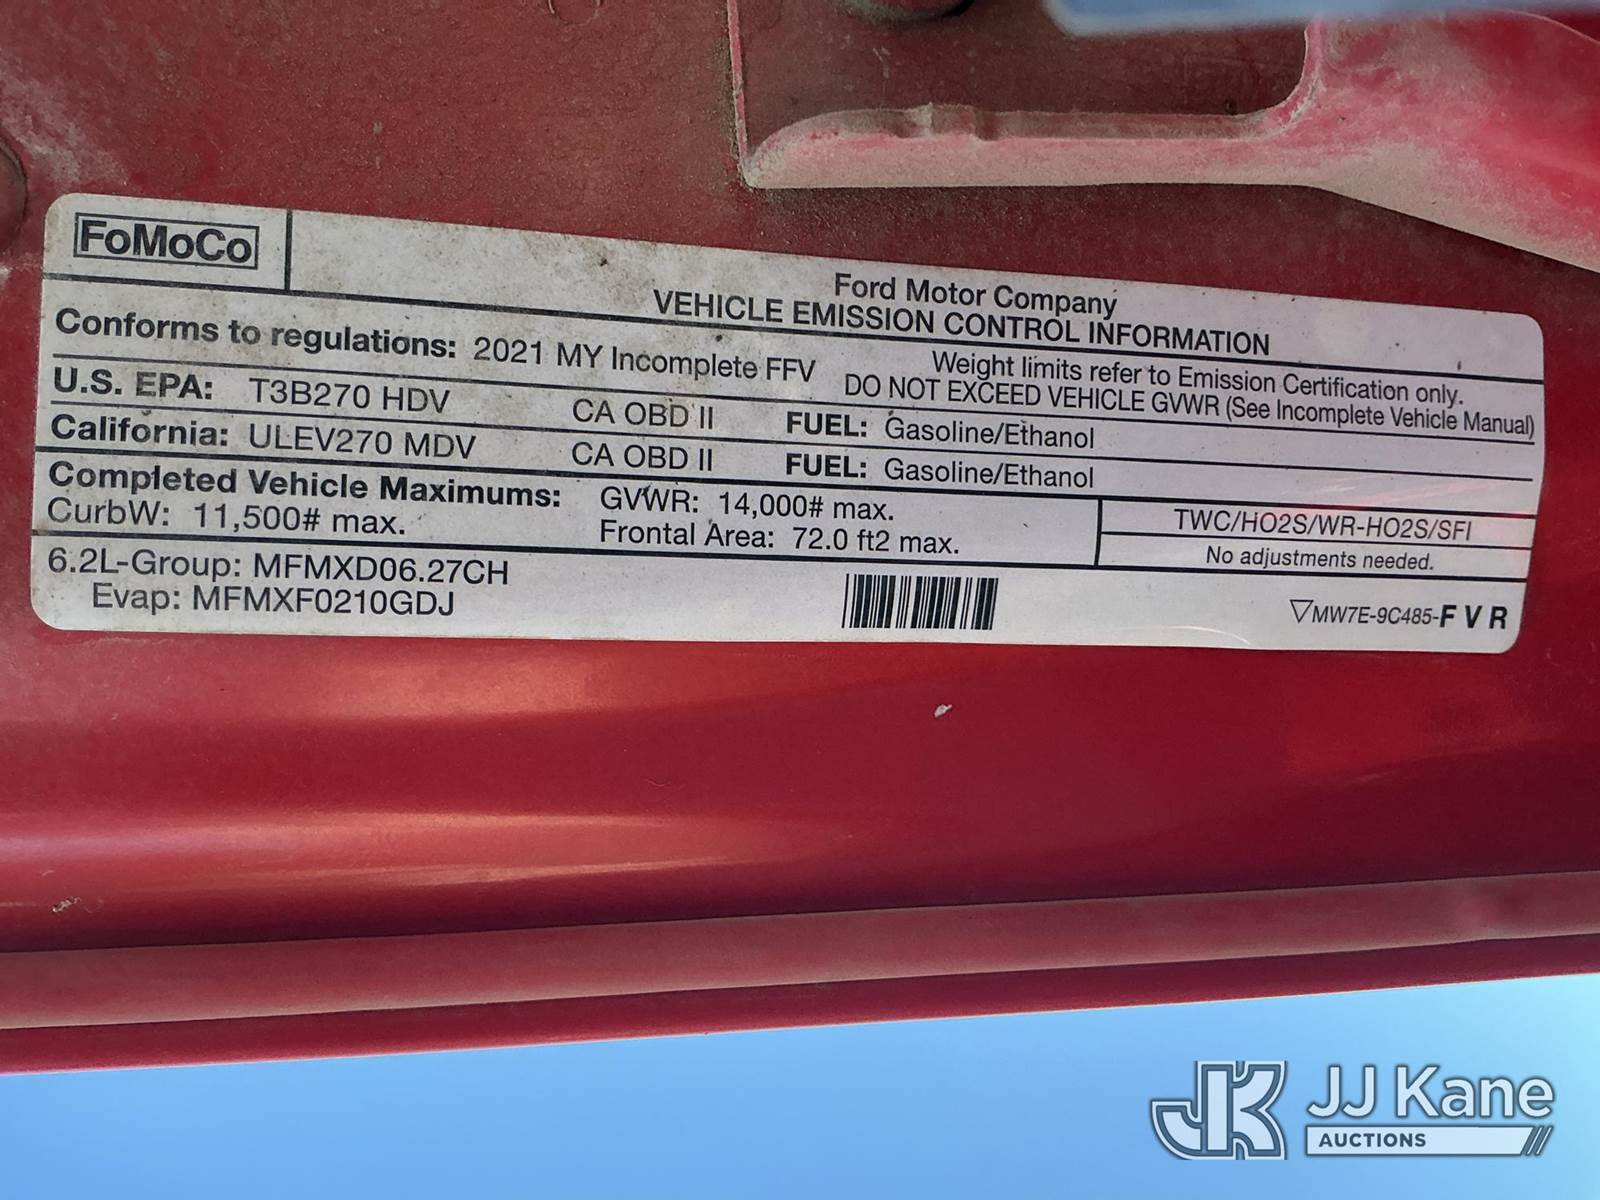 FoMoCo
Ford Motor Company
VEHICLE EMISSION CONTROL INFORMATION
Conforms to regulations: 2021 MY Incomplete FFV
Weight limits refer to Emission Certification only.
DO NOT EXCEED VEHICLE GVWR (See Incomplete Vehicle Manual)
U.S. EPA: T3B270 HDV CA OBD II FUEL: Gasoline/Ethanol
California: ULEV270 MDV CA OBD II FUEL: Gasoline/Ethanol
Completed Vehicle Maximums: GVWR: 14,000# max.
CurbW: 11,500# max. Frontal Area: 72.0 ft2 max.
TWC/HO2S/WR-HO2S/SFI
No adjustments needed.
6.2L-Group: MFMXD06.27CH
Evap: MFMXF0210GDJ
▽MW7E-9C485-F V R
JK JJ Kane
AUCTIONS